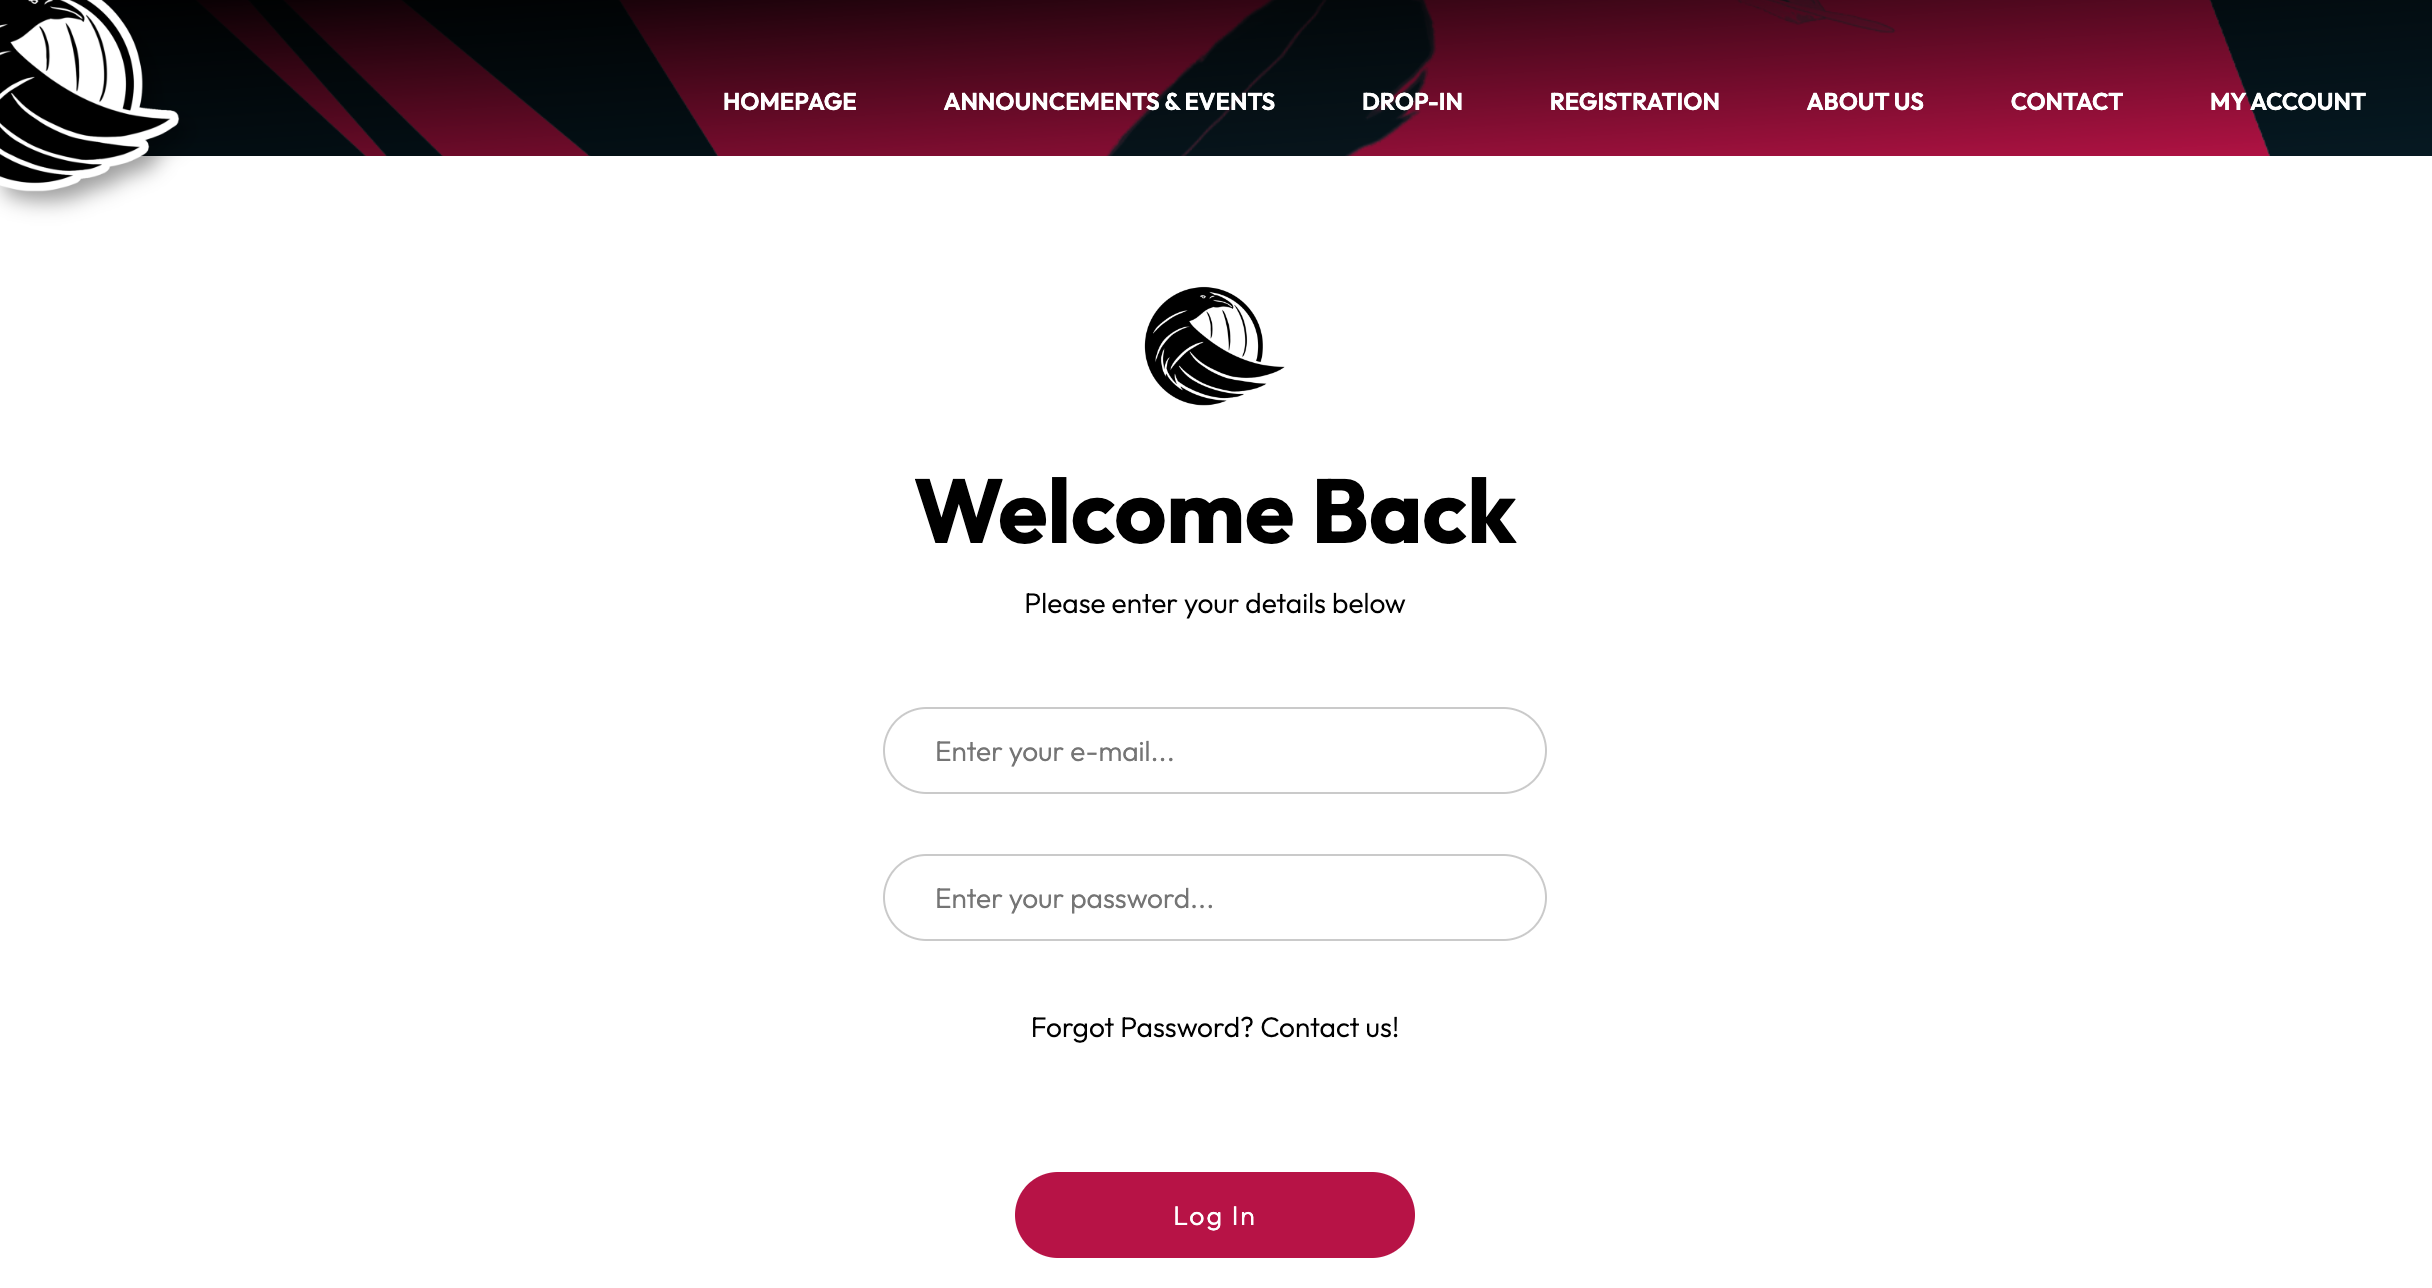 HOMEPAGE ANNOUNCEMENTS & EVENTS DROP-IN REGISTRATION ABOUT US CONTACT MY ACCOUNT
Welcome Back
Please enter your details below
Enter your e-mail...
Enter your password...
Forgot Password? Contact us!
Log In